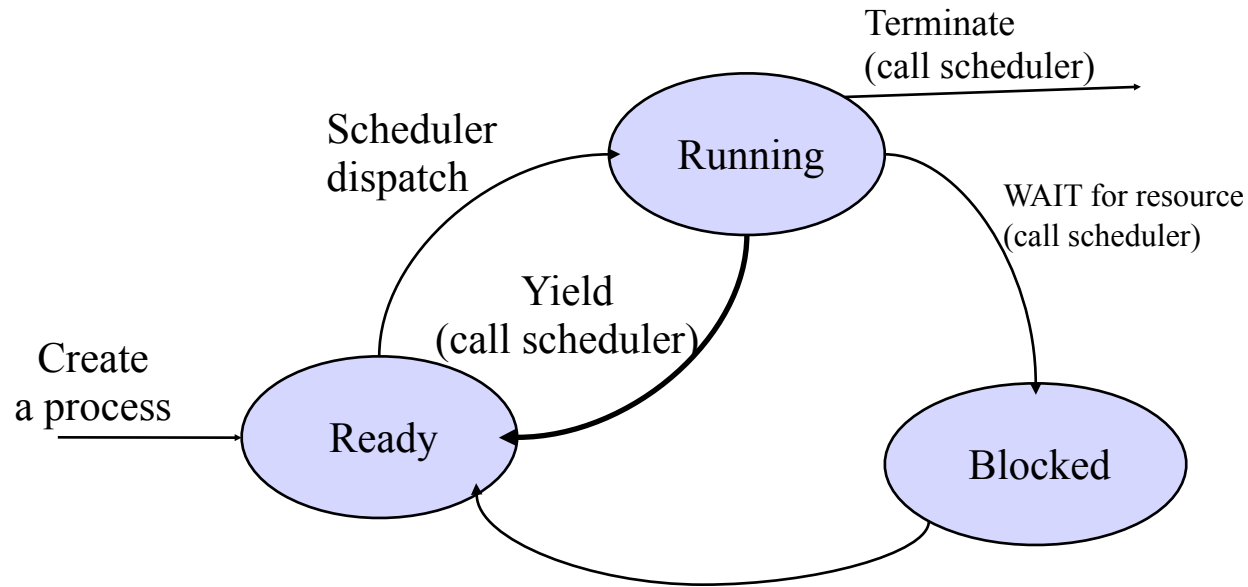 Terminate
(call scheduler)
Scheduler
dispatch
Running
WAIT for resource
(call scheduler)
Yield
(call scheduler)
Create
a process
Ready
Blocked